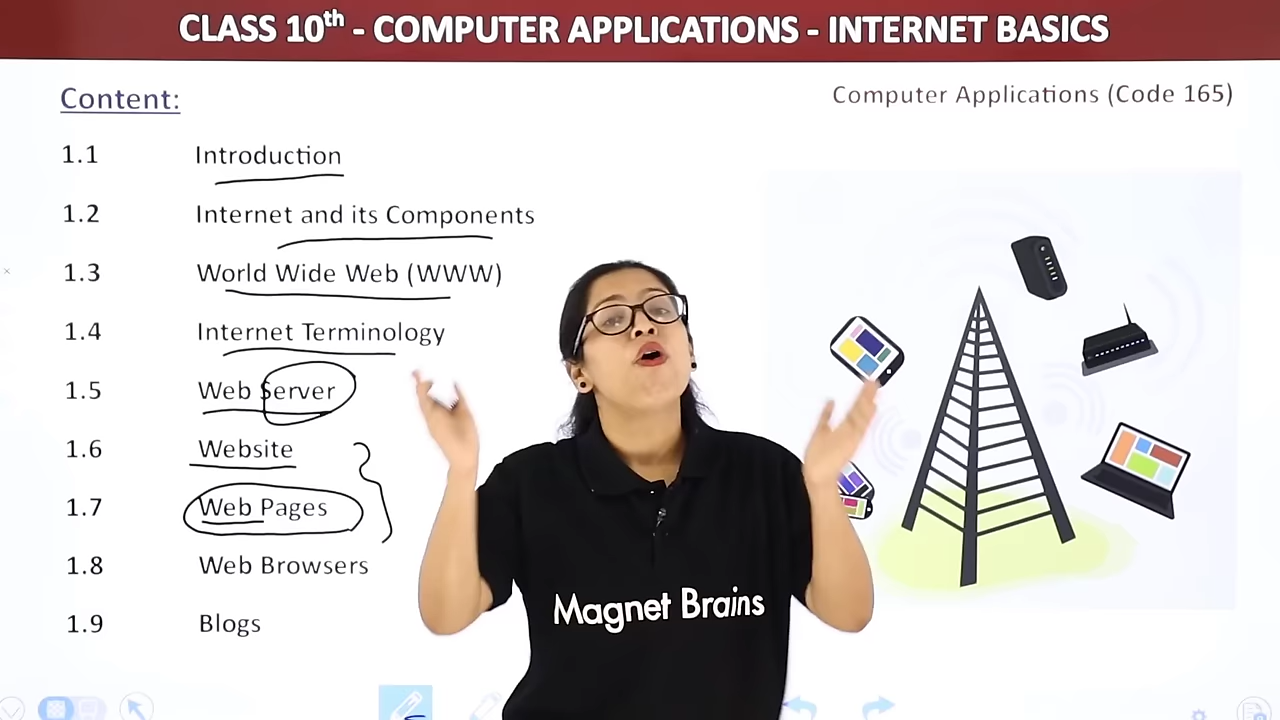 CLASS 10th - COMPUTER APPLICATIONS - INTERNET BASICS
Content:
Computer Applications (Code 165)
1.1 Introduction
1.2 Internet and its Components
1.3 World Wide Web (WWW)
1.4 Internet Terminology
1.5 Web Server
1.6 Website
1.7 Web Pages
1.8 Web Browsers
1.9 Blogs
Magnet Brains